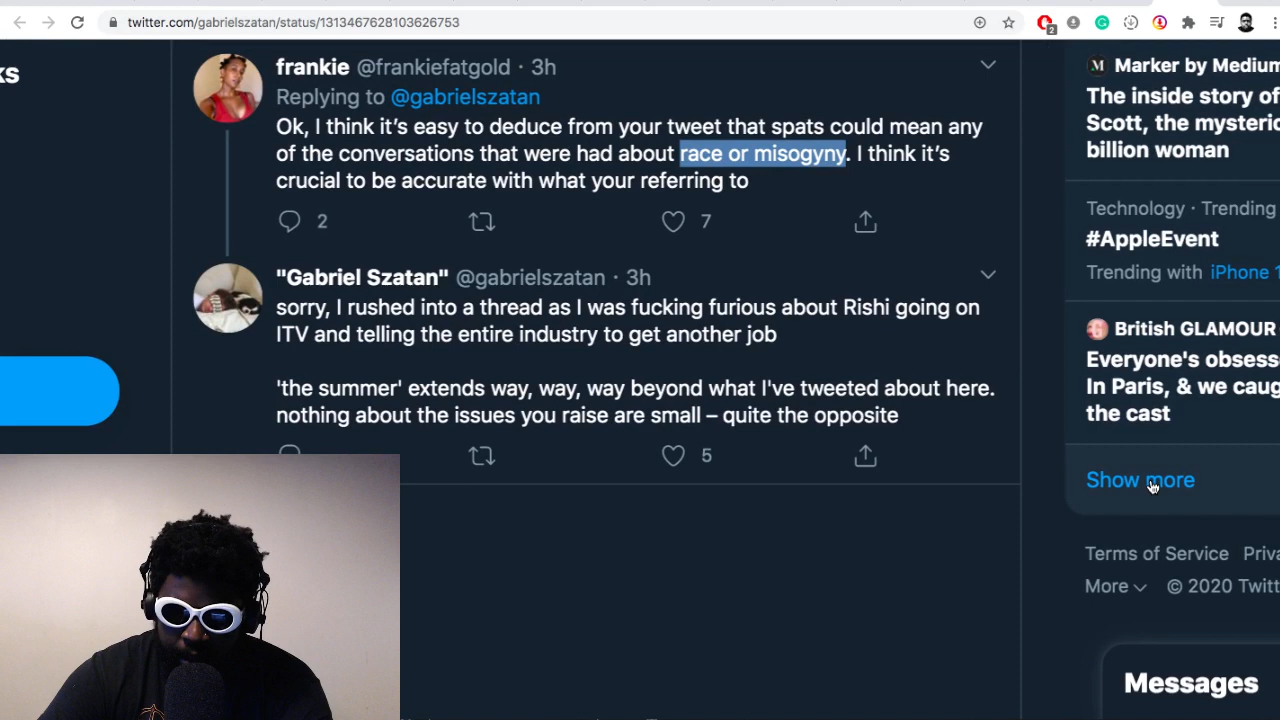 twitter.com/gabrielszatan/status/1313467628103626753
2
ks
frankie @frankiefatgold · 3h
Replying to @gabrielszatan
Ok, I think it’s easy to deduce from your tweet that spats could mean any
of the conversations that were had about race or misogyny. I think it’s
crucial to be accurate with what your referring to
2
7
"Gabriel Szatan" @gabrielszatan · 3h
sorry, I rushed into a thread as I was fucking furious about Rishi going on
ITV and telling the entire industry to get another job
'the summer' extends way, way, way beyond what I've tweeted about here.
nothing about the issues you raise are small – quite the opposite
5
M Marker by Medium
The inside story of
Scott, the mysterio
billion woman
Technology · Trending
#AppleEvent
Trending with iPhone 1
British GLAMOUR
Everyone's obsess
In Paris, & we caug
the cast
Show more
Terms of Service Priva
More © 2020 Twitt
Messages